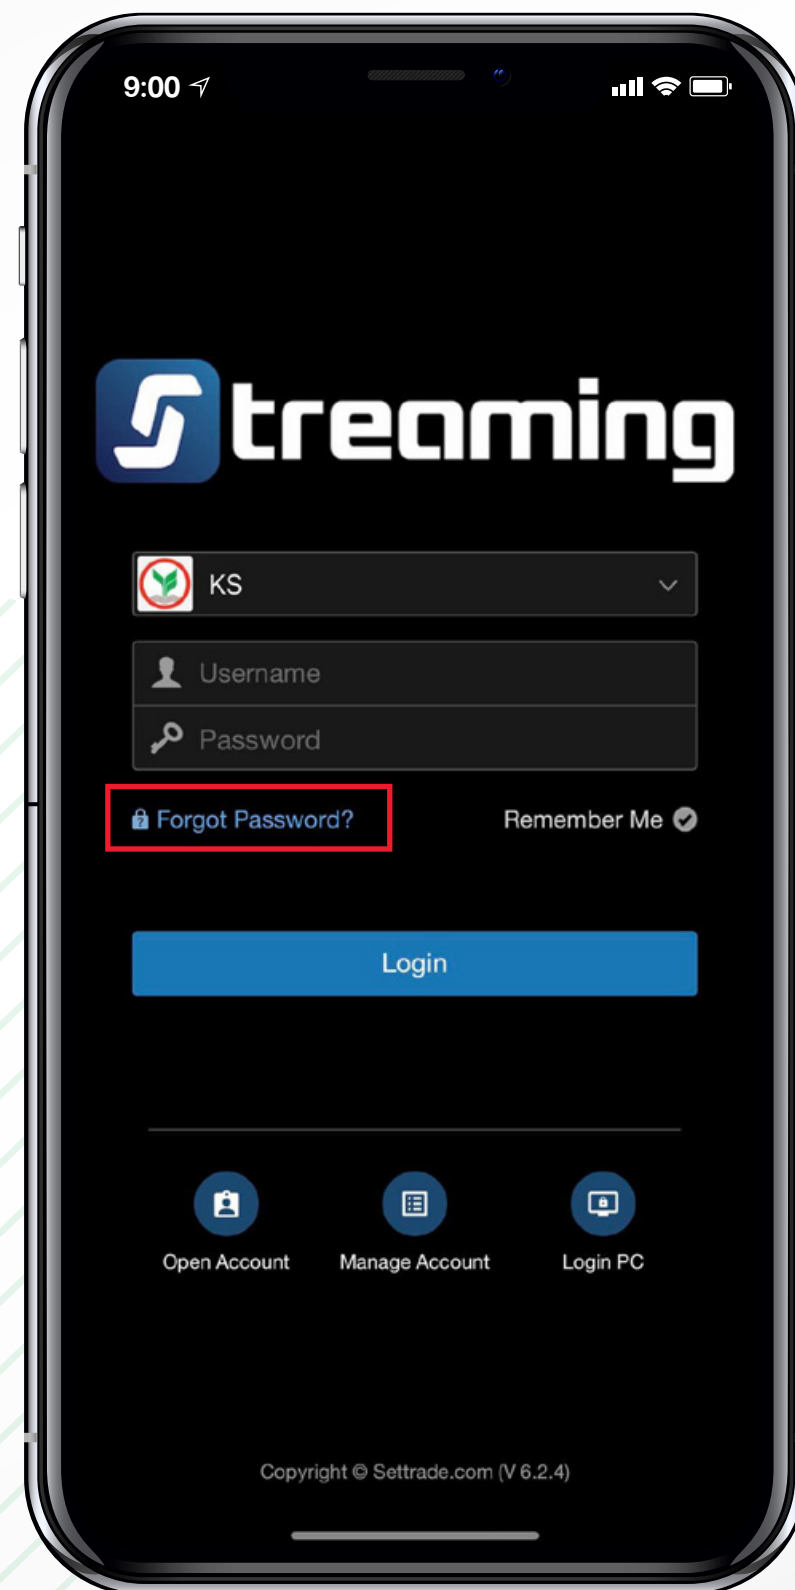 9:00
Streaming
KS
Username
Password
Forgot Password?
Remember Me
Login
Open Account
Manage Account
Login PC
Copyright © Settrade.com (V 6.2.4)